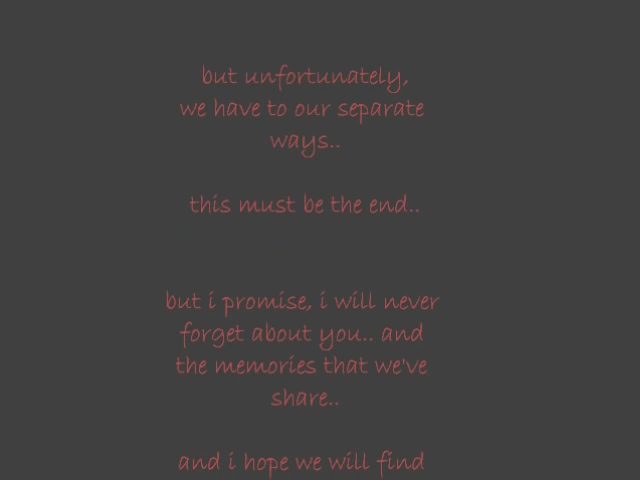 but unfortunately,
we have to our separate
ways..
this must be the end..
but i promise, i will never
forget about you.. and
the memories that we've
share..
and i hope we will find